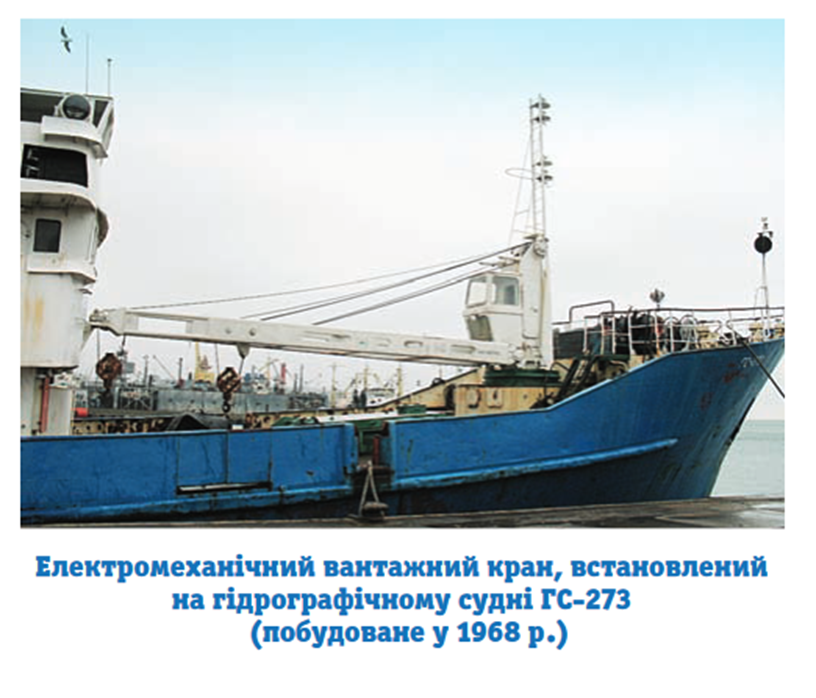 Електромеханічний вантажний кран, встановлений
на гідрографічному судні ГС-273
(побудоване у 1968 р.)